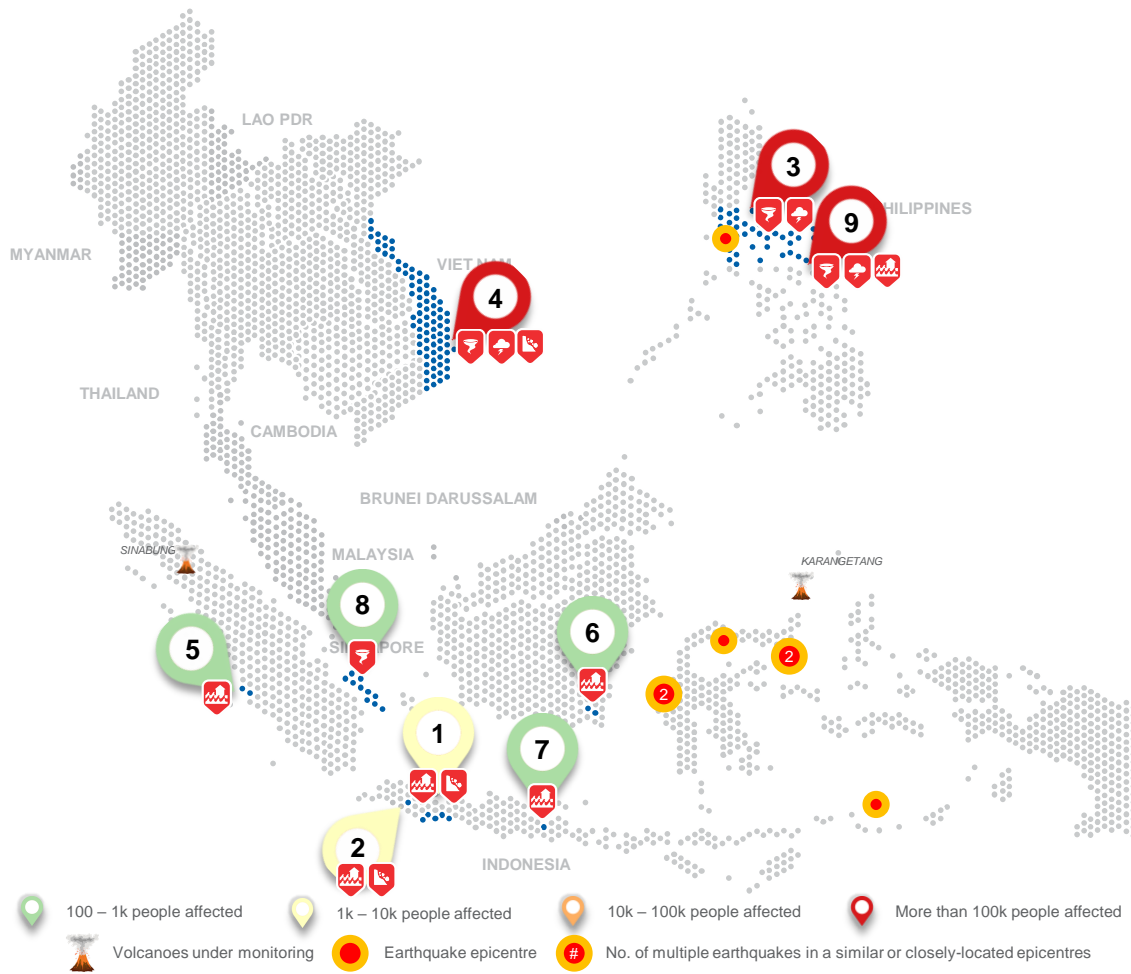 LAO PDR
3
HILIPPINES
9
MYANMAR
VIET NAM
4
THAILAND
CAMBODIA
BRUNEI DARUSSALAM
SINABUNG
MALAYSIA
KARANGETANG
8
6
5
SINGAPORE
2
2
1
7
2
INDONESIA
100 – 1k people affected
1k – 10k people affected
10k – 100k people affected
More than 100k people affected
Volcanoes under monitoring
Earthquake epicentre
#
No. of multiple earthquakes in a similar or closely-located epicentres